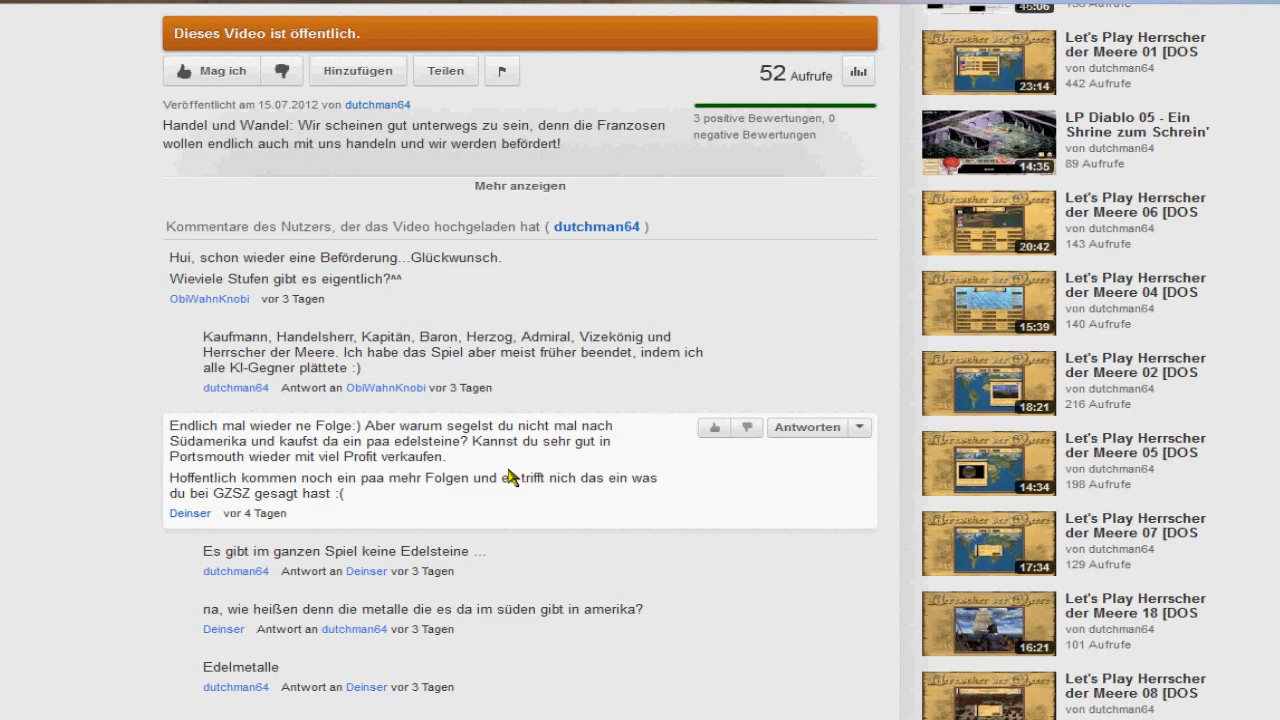 Dieses Video ist öffentlich.
Mag ich
Hinzufügen
Teilen
52 Aufrufe
Veröffentlicht am 15.07.2012 von dutchman64
Handel und Wandel: wir scheinen gut unterwegs zu sein, denn die Franzosen
wollen endlich auch mit uns handeln und wir werden befördert!
3 positive Bewertungen, 0
negative Bewertungen
Mehr anzeigen
Kommentare des Nutzers, der das Video hochgeladen hat ( dutchman64 )
Hui, schon wieder ne Beförderung...Glückwunsch.
Wieviele Stufen gibt es eigentlich?^^
ObiWahnKnobi vor 3 Tagen
Kaufmann, Handelsherr, Kapitän, Baron, Herzog, Admiral, Vizekönig und
Herrscher der Meere. Ich habe das Spiel aber meist früher beendet, indem ich
alle KI-Gegner plättete :)
dutchman64 Antwort an ObiWahnKnobi vor 3 Tagen
Endlich mal wieder ne Folge:) Aber warum segelst du nicht mal nach
Südamerika und kaufst da ein paa edelsteine? Kannst du sehr gut in
Portsmouth wieder mit viel Profit verkaufen.
Hoffentlich kommen noch ein paa mehr Folgen und es trifft nich das ein was
du bei GZSZ gesagt hast :(
Deinser vor 4 Tagen
Antworten
Es gibt im ganzen Spiel keine Edelsteine ...
dutchman64 Antwort an Deinser vor 3 Tagen
na, wie heißen den die metalle die es da im süden gibt in amerika?
Deinser Antwort an dutchman64 vor 3 Tagen
Edelmetalle
dutchman64 Antwort an Deinser vor 3 Tagen
45:06
Let's Play Herrscher
der Meere 01 [DOS
von dutchman64
442 Aufrufe
23:14
LP Diablo 05 - Ein
Shrine zum Schrein'
von dutchman64
89 Aufrufe
14:35
Let's Play Herrscher
der Meere 06 [DOS
von dutchman64
143 Aufrufe
20:42
Let's Play Herrscher
der Meere 04 [DOS
von dutchman64
140 Aufrufe
15:39
Let's Play Herrscher
der Meere 02 [DOS
von dutchman64
216 Aufrufe
18:21
Let's Play Herrscher
der Meere 05 [DOS
von dutchman64
198 Aufrufe
14:34
Let's Play Herrscher
der Meere 07 [DOS
von dutchman64
129 Aufrufe
17:34
Let's Play Herrscher
der Meere 18 [DOS
von dutchman64
101 Aufrufe
16:21
Let's Play Herrscher
der Meere 08 [DOS
von dutchman64